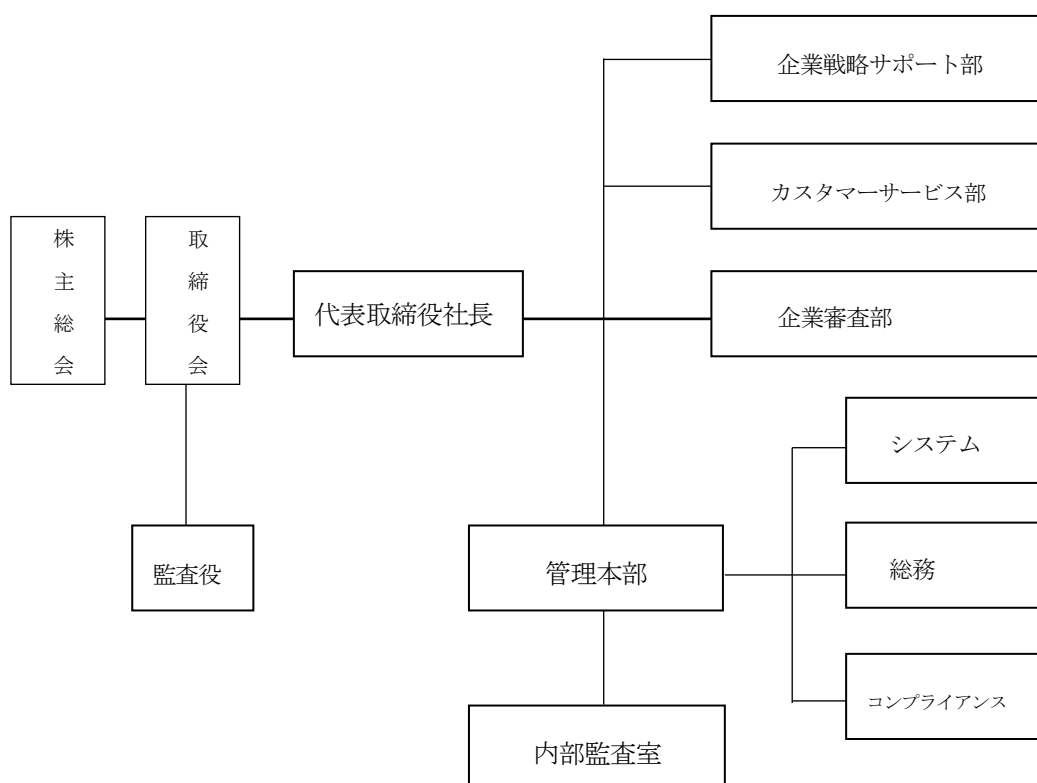 企業戦略サポート部
カスタマーサービス部
株主総会
取締役会
代表取締役社長
企業審査部
システム
監査役
管理本部
総務
コンプライアンス
内部監査室